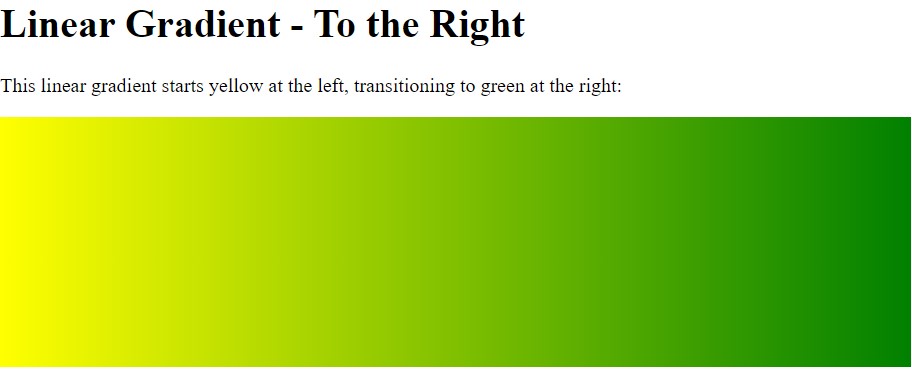 Linear Gradient - To the Right
This linear gradient starts yellow at the left, transitioning to green at the right: